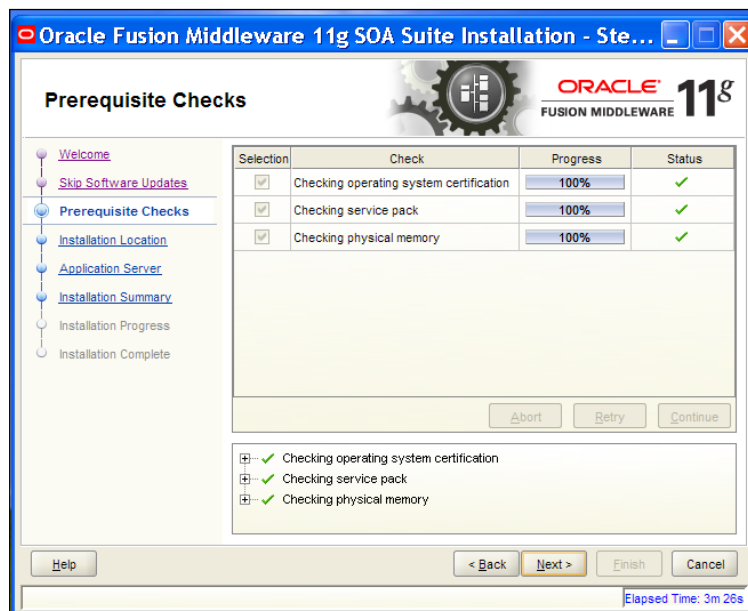 Oracle Fusion Middleware 11g SOA Suite Installation - Ste...
Prerequisite Checks
ORACLE
FUSION MIDDLEWARE
11g
Welcome
Skip Software Updates
Prerequisite Checks
Installation Location
Application Server
Installation Summary
Installation Progress
Installation Complete
Selection Check Progress Status
Checking operating system certification 100%
Checking service pack 100%
Checking physical memory 100%
Abort Retry Continue
Checking operating system certification
Checking service pack
Checking physical memory
Help < Back Next > Finish Cancel
Elapsed Time: 3m 26s